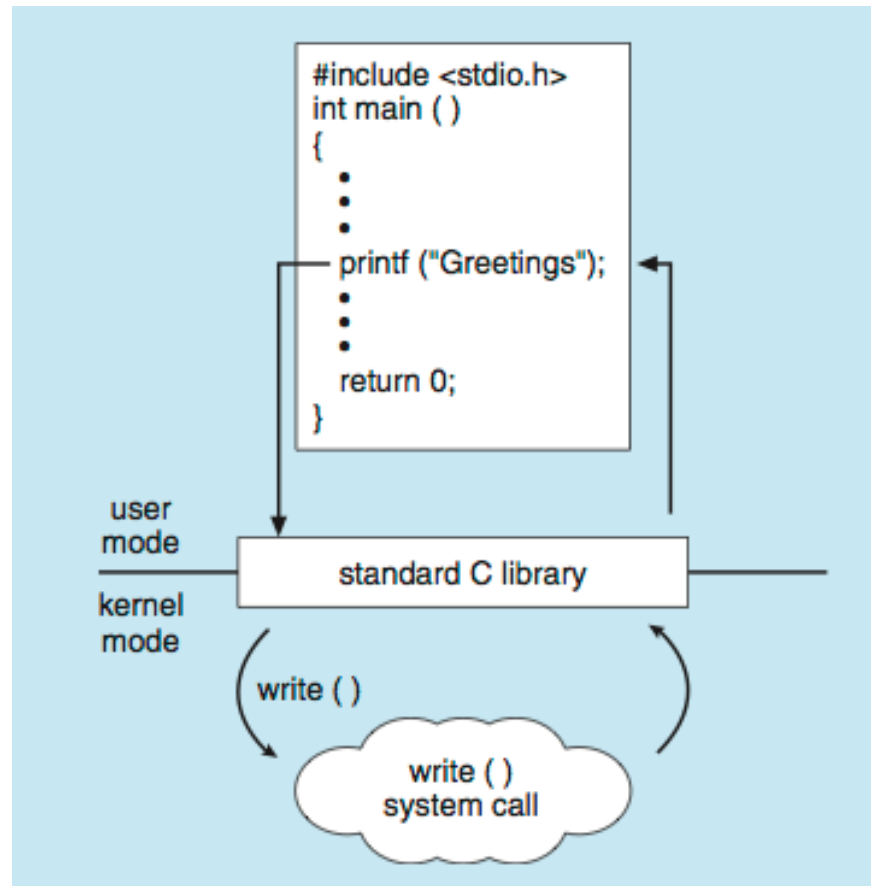 #include <stdio.h>
int main ( )
{
•
•
•
printf ("Greetings");
•
•
•
return 0;
}
user
mode
standard C library
kernel
mode
write ( )
write ( )
system call